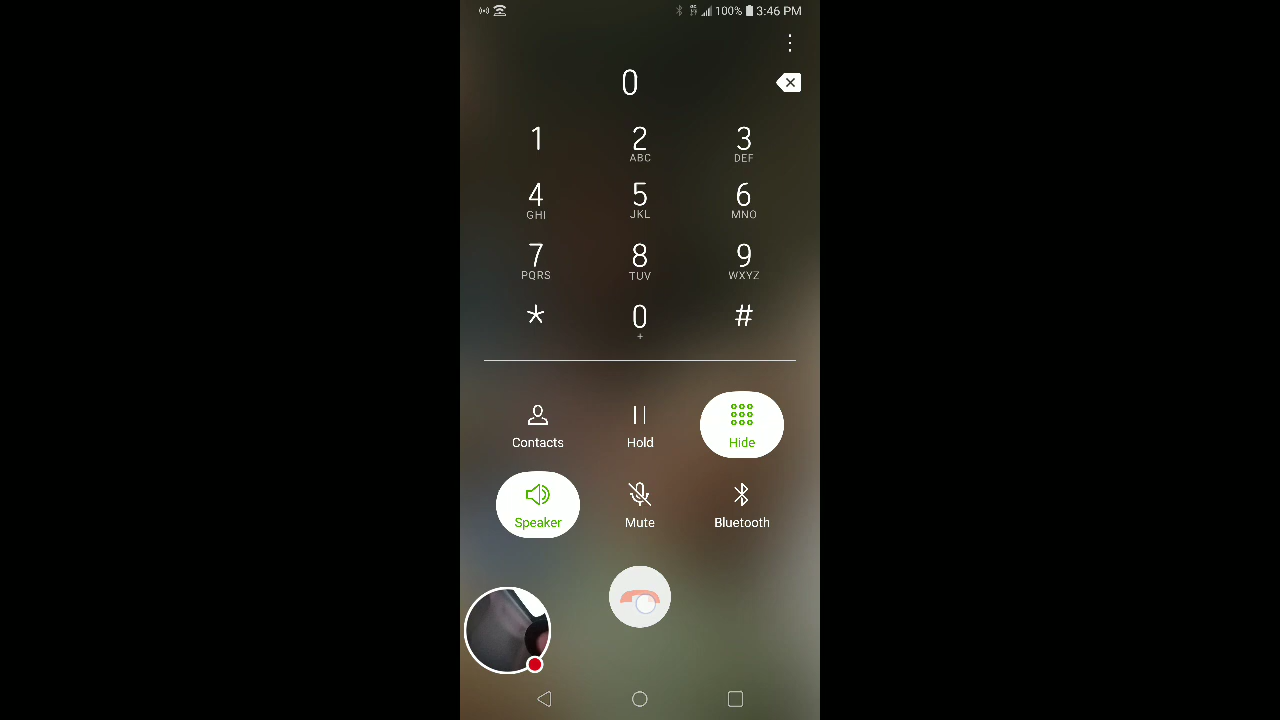 100% 3:46 PM
0
1 2 3
ABC DEF
4 5 6
GHI JKL MNO
7 8 9
PQRS TUV WXYZ
* 0 #
+
Contacts Hold Hide
Speaker Mute Bluetooth